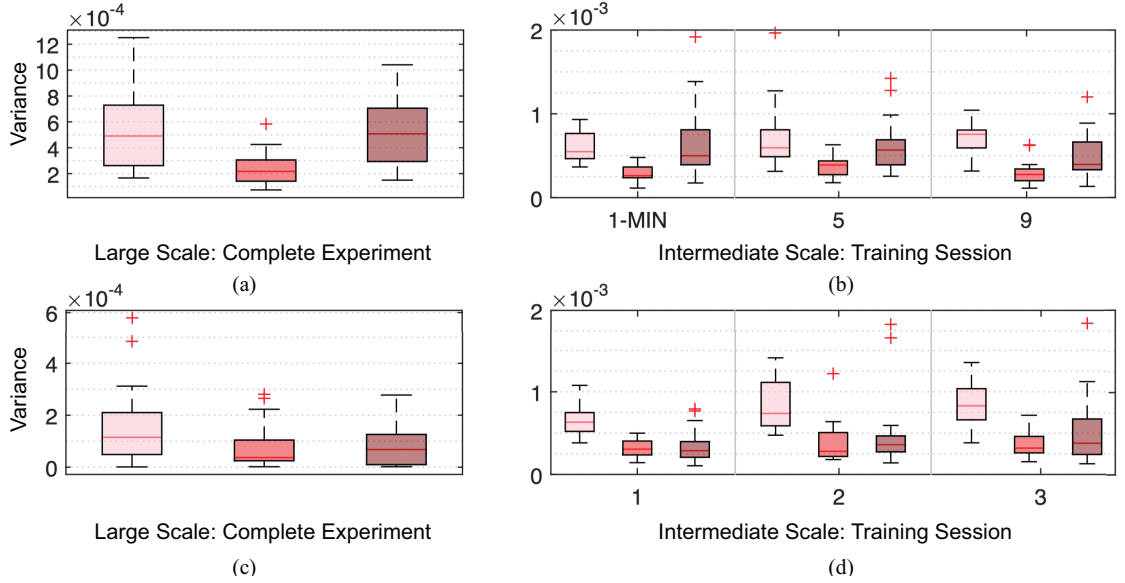 ×10⁻⁴
12
10
8
6
4
2
Variance
Large Scale: Complete Experiment
(a)
×10⁻³
2
1
0
1-MIN 5 9
Intermediate Scale: Training Session
(b)
×10⁻⁴
6
4
2
0
Variance
Large Scale: Complete Experiment
(c)
×10⁻³
2
1
0
1 2 3
Intermediate Scale: Training Session
(d)